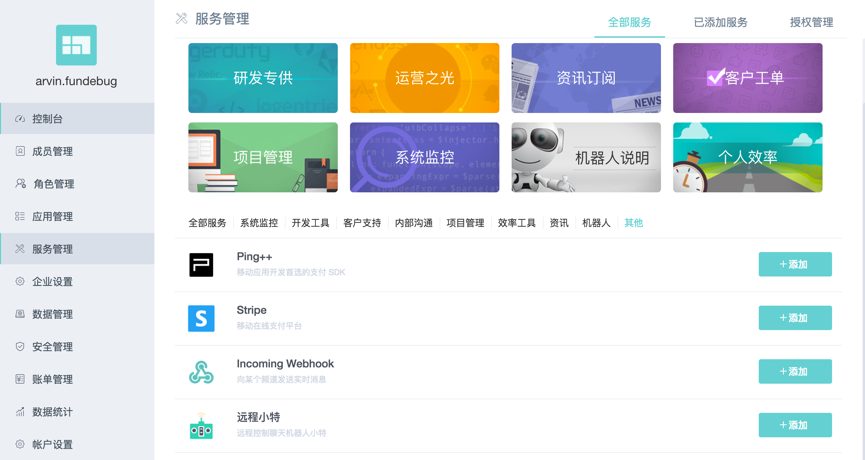 服务管理
全部服务
已添加服务
授权管理
arvin.fundebug
控制台
成员管理
角色管理
应用管理
服务管理
企业设置
数据管理
安全管理
账单管理
数据统计
帐户设置
研发专供
运营之光
资讯订阅
NEWS
客户工单
项目管理
系统监控
机器人说明
个人效率
全部服务 系统监控 开发工具 客户支持 内部沟通 项目管理 效率工具 资讯 机器人 其他
Ping++
移动应用开发首选的支付 SDK
+添加
S
Stripe
移动在线支付平台
+添加
Incoming Webhook
向某个频道发送实时消息
+添加
远程小特
远程控制聊天机器人小特
+添加